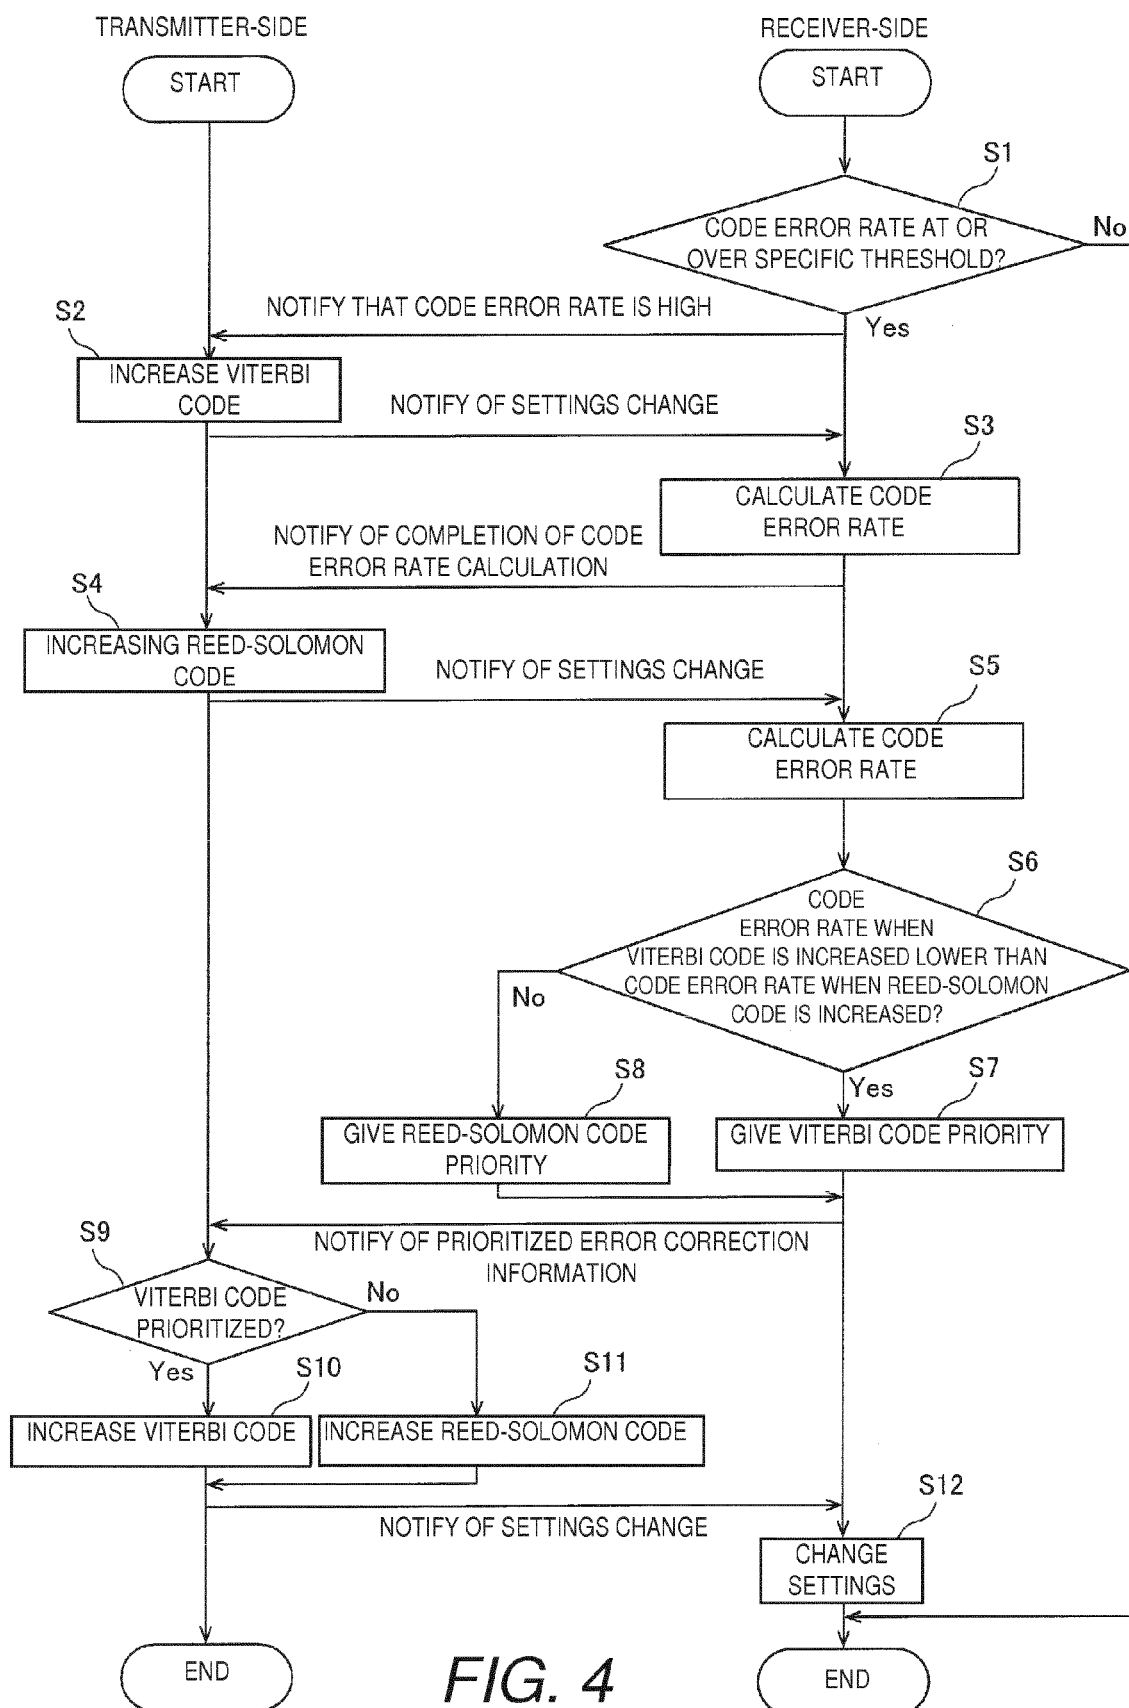 TRANSMITTER-SIDE
RECEIVER-SIDE
START
START
S1
CODE ERROR RATE AT OR
OVER SPECIFIC THRESHOLD?
No
Yes
NOTIFY THAT CODE ERROR RATE IS HIGH
S2
INCREASE VITERBI
CODE
NOTIFY OF SETTINGS CHANGE
S3
CALCULATE CODE
ERROR RATE
NOTIFY OF COMPLETION OF CODE
ERROR RATE CALCULATION
S4
INCREASING REED-SOLOMON
CODE
NOTIFY OF SETTINGS CHANGE
S5
CALCULATE CODE
ERROR RATE
S6
CODE
ERROR RATE WHEN
VITERBI CODE IS INCREASED LOWER THAN
CODE ERROR RATE WHEN REED-SOLOMON
CODE IS INCREASED?
No
Yes
S8
GIVE REED-SOLOMON CODE
PRIORITY
S7
GIVE VITERBI CODE PRIORITY
NOTIFY OF PRIORITIZED ERROR CORRECTION
INFORMATION
S9
VITERBI CODE
PRIORITIZED?
No
Yes
S10
INCREASE VITERBI CODE
S11
INCREASE REED-SOLOMON CODE
NOTIFY OF SETTINGS CHANGE
S12
CHANGE
SETTINGS
END
END
FIG. 4